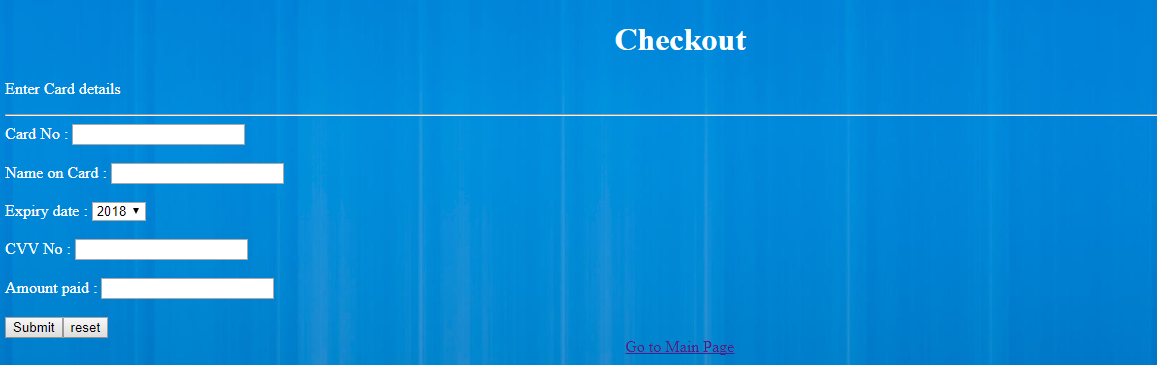 Checkout
Enter Card details
Card No :
Name on Card :
Expiry date : 2018
CVV No :
Amount paid :
Submit reset
Go to Main Page